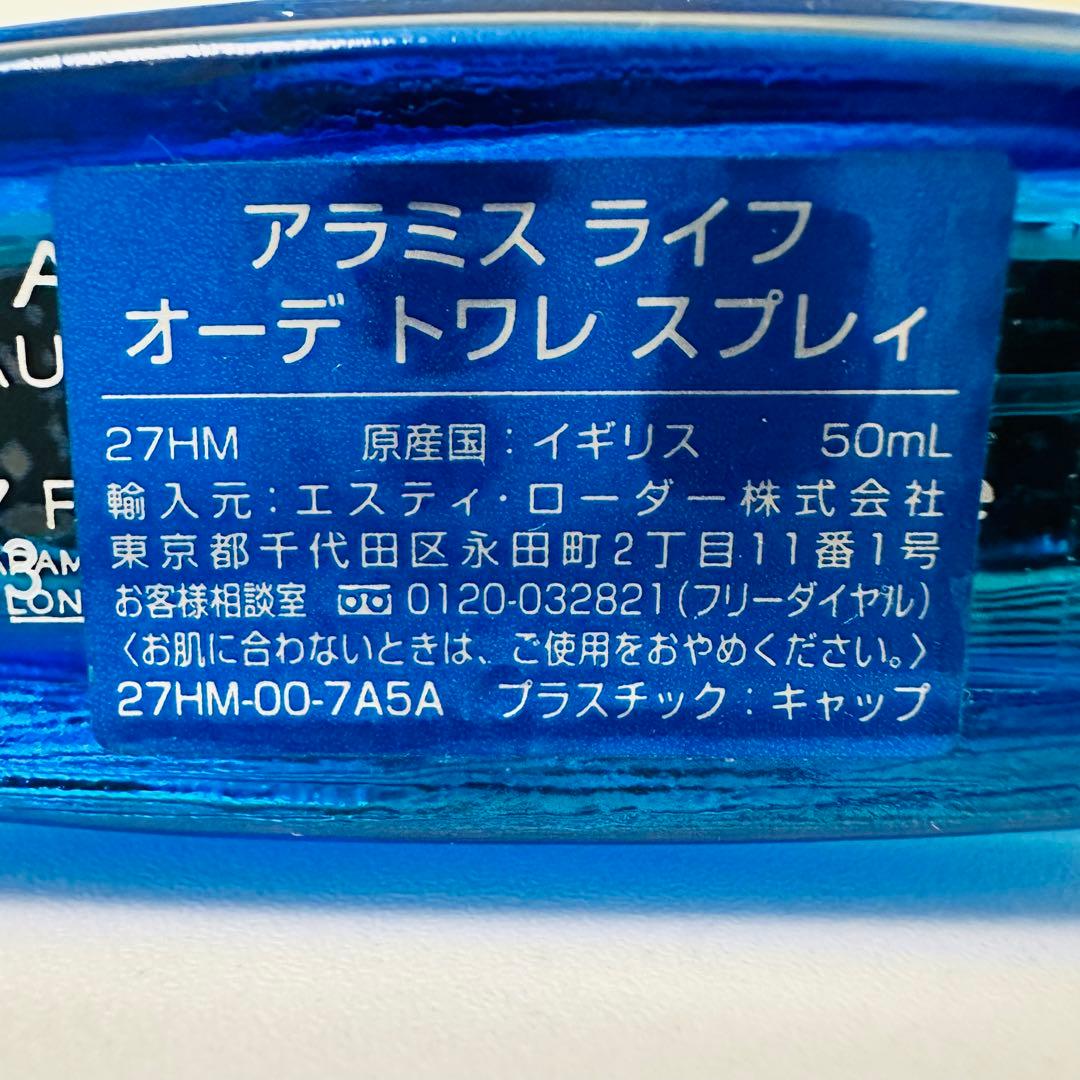 アラミス ライフ
オーデ トワレ スプレィ
27HM 原産国:イギリス 50mL
輸入元:エスティ・ローダー株式会社
東京都千代田区永田町2丁目11番1号
お客様相談室 0120-032821(フリーダイヤル)
〈お肌に合わないときは、ご使用をおやめください。〉
27HM-00-7A5A プラスチック:キャップ